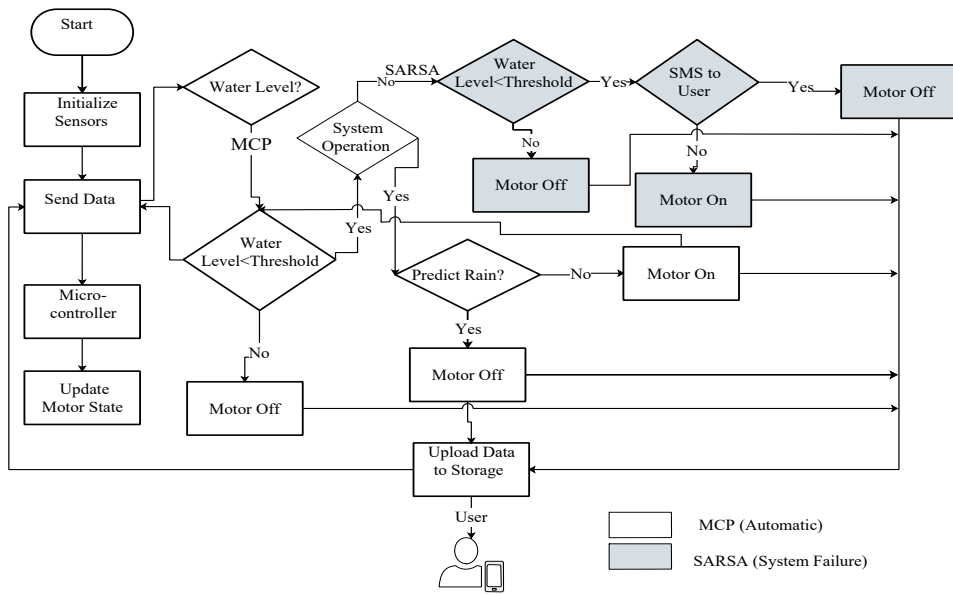 Start
Initialize
Sensors
Send Data
Micro-
controller
Update
Motor State
Water Level?
MCP
Water
Level<Threshold
No
Motor Off
Yes
System
Operation
No
SARSA
Yes
Water
Level<Threshold
Yes
No
Motor Off
SMS to
User
Yes
Motor Off
No
Motor On
Predict Rain?
No
Motor On
Yes
Motor Off
Upload Data
to Storage
User
MCP (Automatic)
SARSA (System Failure)